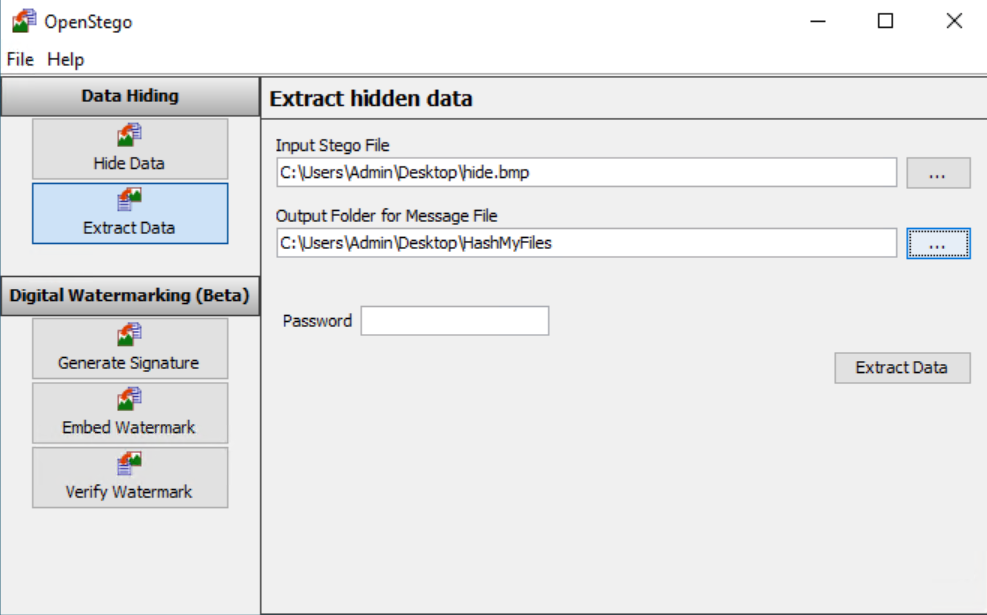 OpenStego
File Help
Data Hiding
Hide Data
Extract Data
Digital Watermarking (Beta)
Generate Signature
Embed Watermark
Verify Watermark
Extract hidden data
Input Stego File
C:\Users\Admin\Desktop\hide.bmp
...
Output Folder for Message File
C:\Users\Admin\Desktop\HashMyFiles
...
Password
Extract Data